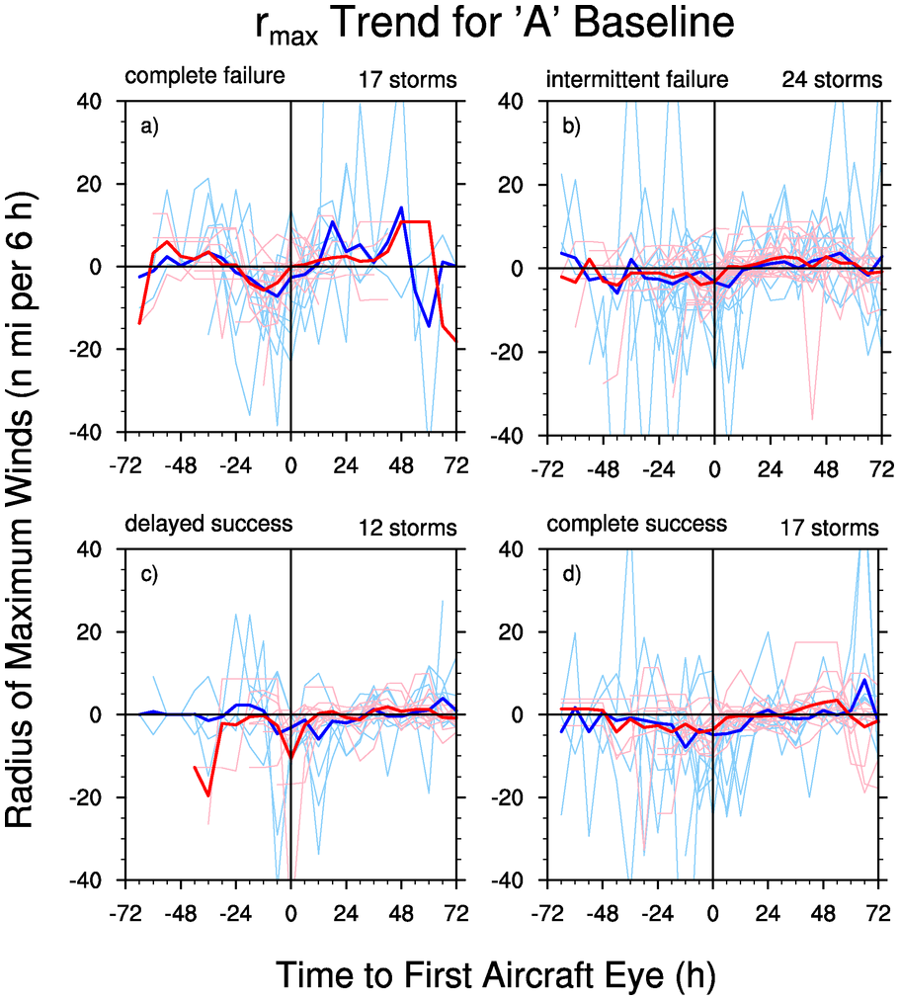 rmax Trend for 'A' Baseline
Radius of Maximum Winds (n mi per 6 h)
complete failure 17 storms
a)
40
20
0
-20
-40
-72 -48 -24 0 24 48 72
intermittent failure 24 storms
b)
40
20
0
-20
-40
-72 -48 -24 0 24 48 72
delayed success 12 storms
c)
40
20
0
-20
-40
-72 -48 -24 0 24 48 72
complete success 17 storms
d)
40
20
0
-20
-40
-72 -48 -24 0 24 48 72
Time to First Aircraft Eye (h)